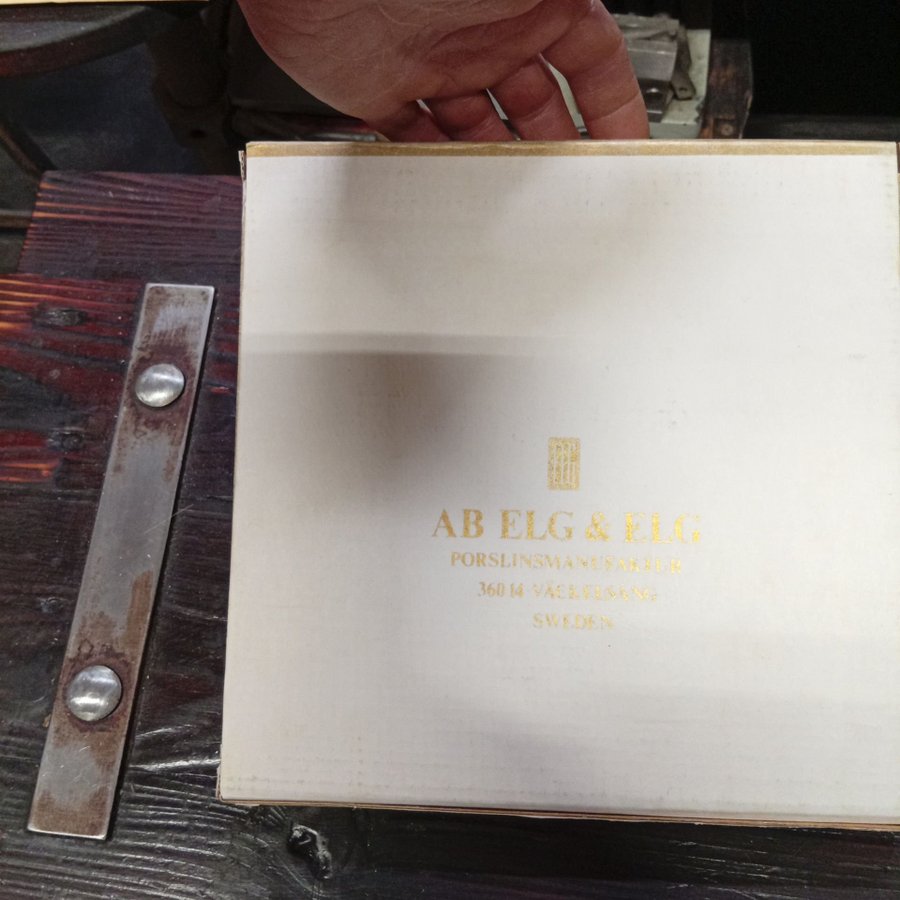 AB ELG & ELG
PORSLINSMANUFAKTUR
360 14 VÄCKELSÅNG
SWEDEN